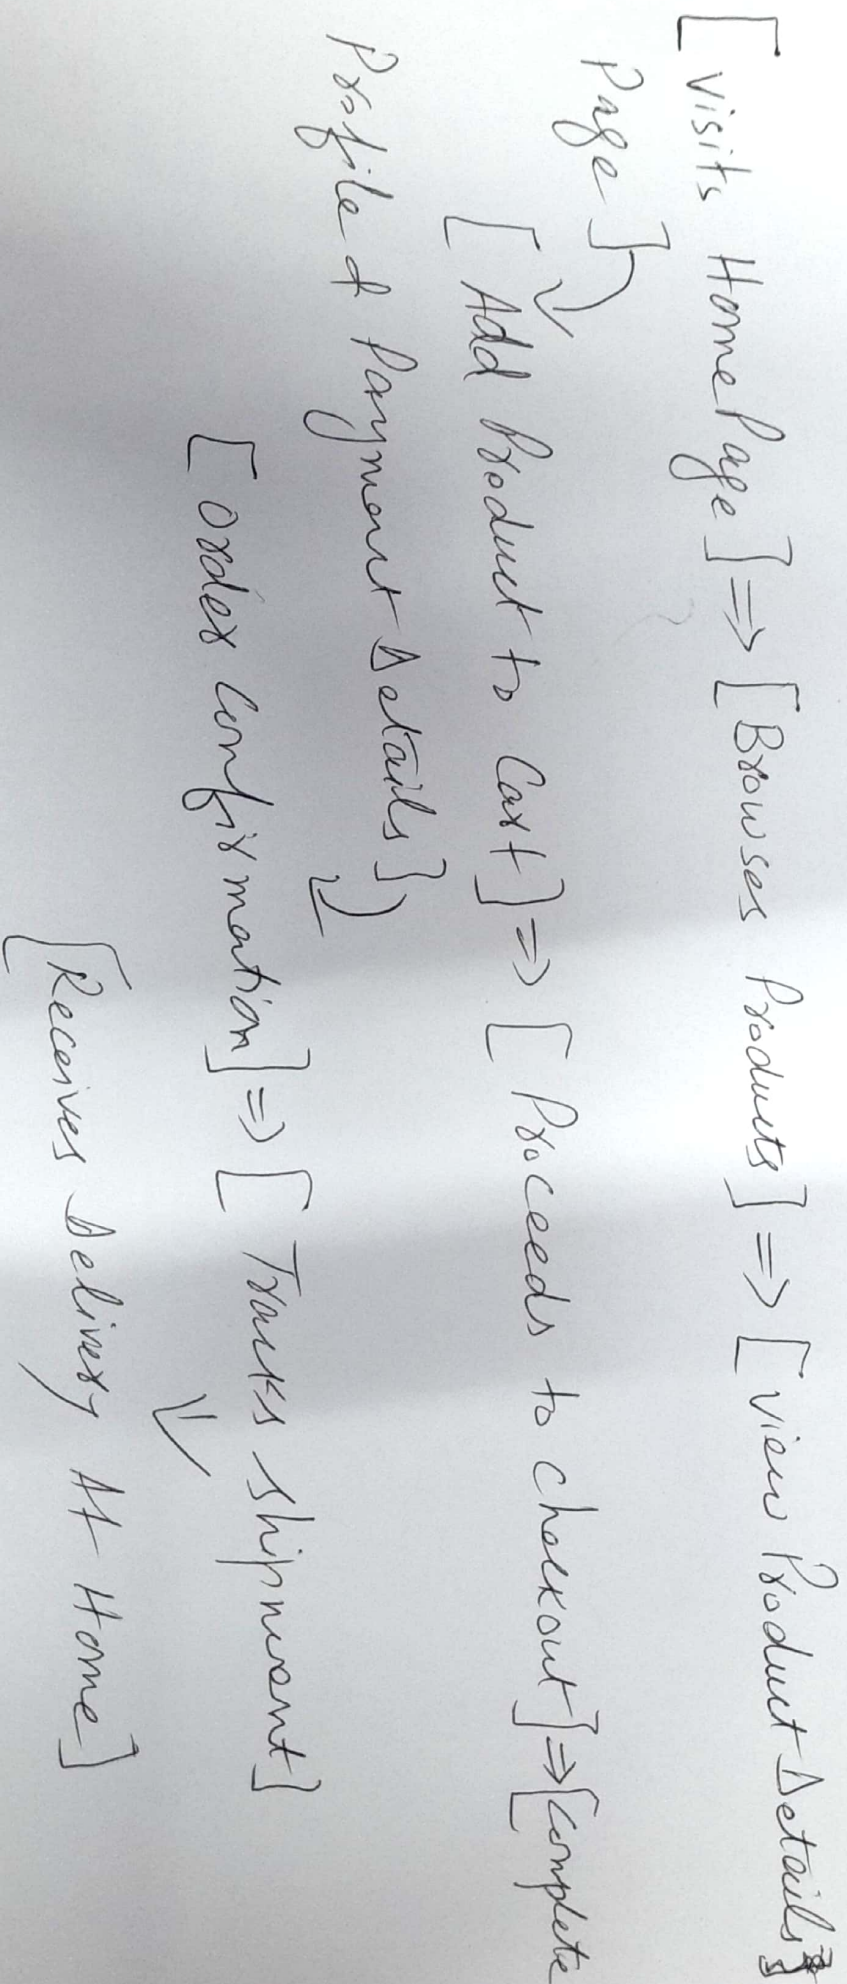 [visits HomePage] => [Browses Products] => [view Product Details
Page]
[Add Product to Cart] => [Proceeds to checkout] => [Complete
Profile & Payment Details]
[order confirmation] => [Tracks shipment]
[Receives Delivery At Home]